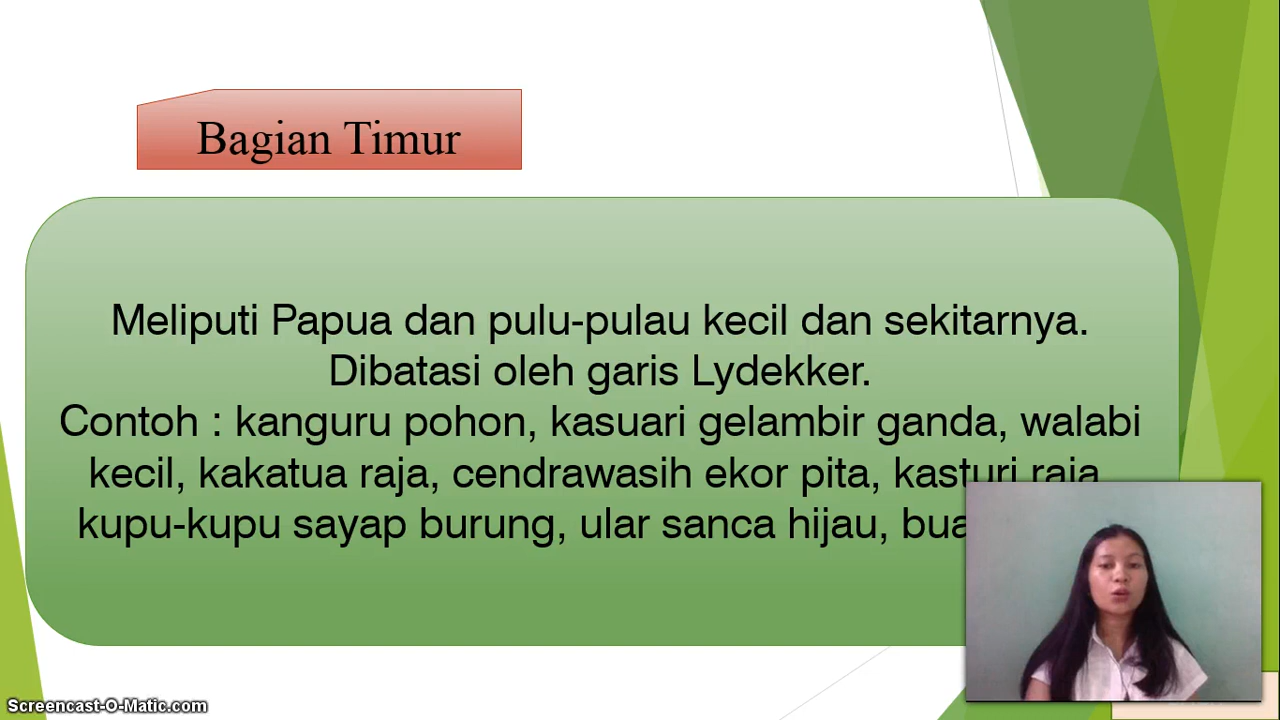 Bagian Timur
Meliputi Papua dan pulu-pulau kecil dan sekitarnya.
Dibatasi oleh garis Lydekker.
Contoh : kanguru pohon, kasuari gelambir ganda, walabi
kecil, kakatua raja, cendrawasih ekor pita, kasturi raja
kupu-kupu sayap burung, ular sanca hijau,
Screencast-O-Matic.com